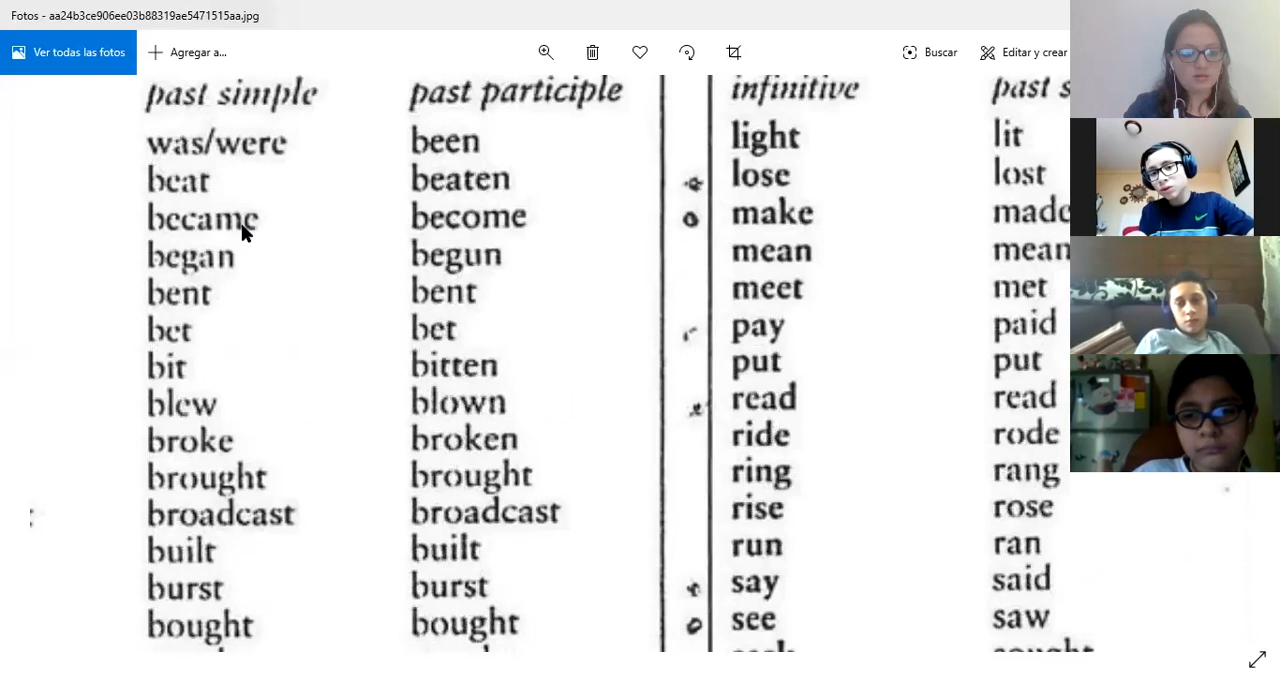 Fotos - aa24b3ce906ee03b88319ae5471515aa.jpg
Ver todas las fotos Agregar a... Buscar Editar y crear
past simple past participle infinitive past s
was/were been light lit
beat beaten lose lost
became become make made
began begun mean mean
bent bent meet met
bet bet pay paid
bit bitten put put
blew blown read read
broke broken ride rode
brought brought ring rang
broadcast broadcast rise rose
built built run ran
burst burst say said
bought bought see saw